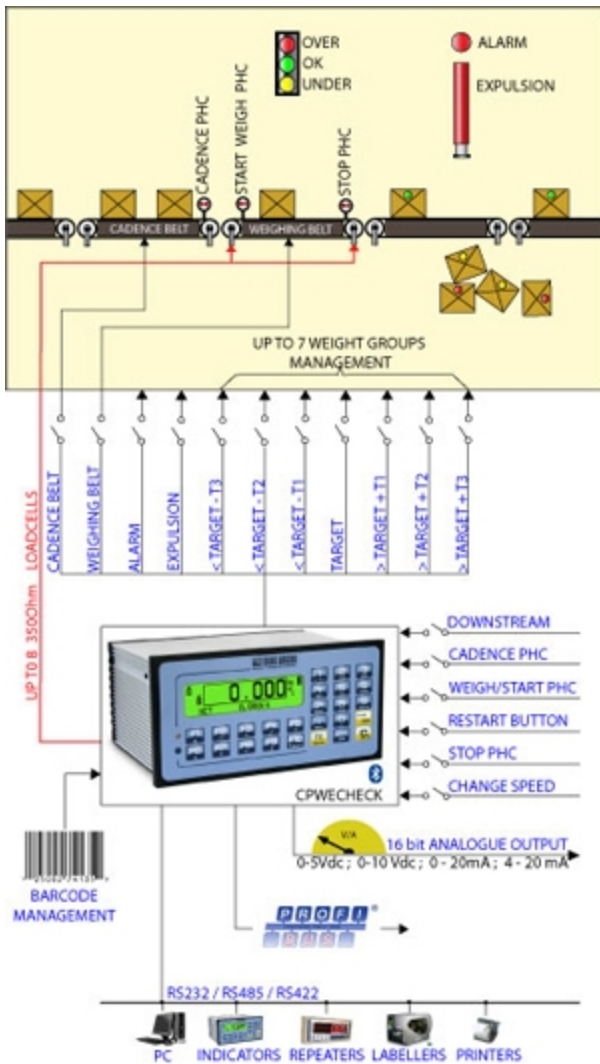 OVER
OK
UNDER
ALARM
EXPULSION
CADENCE PHC
START WEIGH PHC
STOP PHC
CADENCE BELT
WEIGHING BELT
UP TO 7 WEIGHT GROUPS
MANAGEMENT
CADENCE BELT
WEIGHING BELT
ALARM
EXPULSION
< TARGET - T3
< TARGET - T2
< TARGET - T1
TARGET
> TARGET + T1
> TARGET + T2
> TARGET + T3
UP TO 8 350Ohm LOADCELLS
DOWNSTREAM
CADENCE PHC
WEIGH/START PHC
RESTART BUTTON
STOP PHC
CHANGE SPEED
0.000
CPWECHECK
V/A
16 bit ANALOGUE OUTPUT
0-5Vdc ; 0-10 Vdc ; 0 - 20mA ; 4 - 20 mA
BARCODE
MANAGEMENT
PROFI
BUS
RS232 / RS485 / RS422
PC INDICATORS REPEATERS LABELLERS PRINTERS